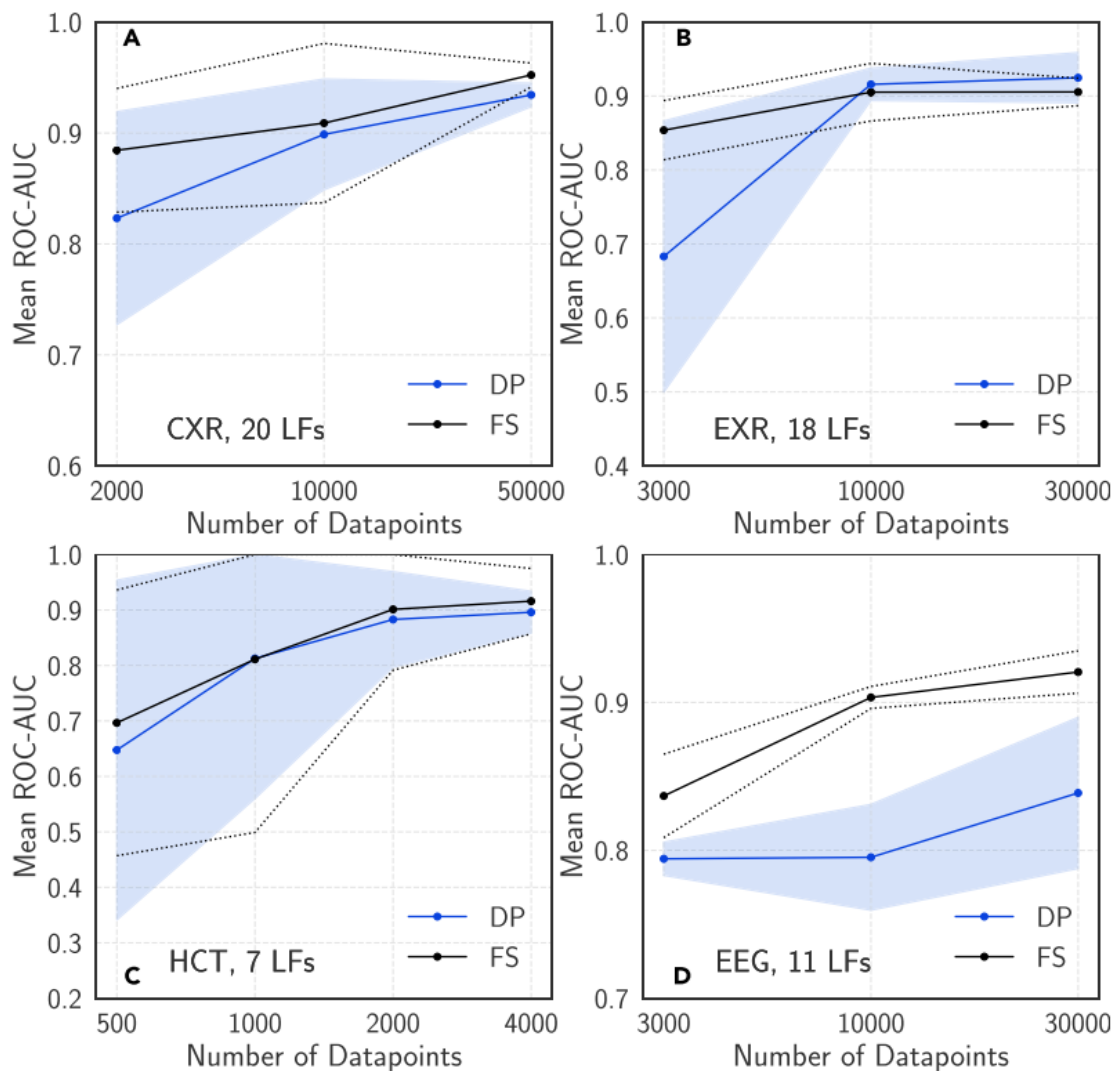 A
Mean ROC-AUC
1.0
0.9
0.8
0.7
0.6
DP
FS
CXR, 20 LFs
2000
10000
50000
Number of Datapoints
B
Mean ROC-AUC
1.0
0.9
0.8
0.7
0.6
0.5
0.4
DP
FS
EXR, 18 LFs
3000
10000
30000
Number of Datapoints
Mean ROC-AUC
1.0
0.9
0.8
0.7
0.6
0.5
0.4
0.3
0.2
DP
FS
HCT, 7 LFs
C
500
1000
2000
4000
Number of Datapoints
Mean ROC-AUC
1.0
0.9
0.8
0.7
DP
FS
D
EEG, 11 LFs
3000
10000
30000
Number of Datapoints